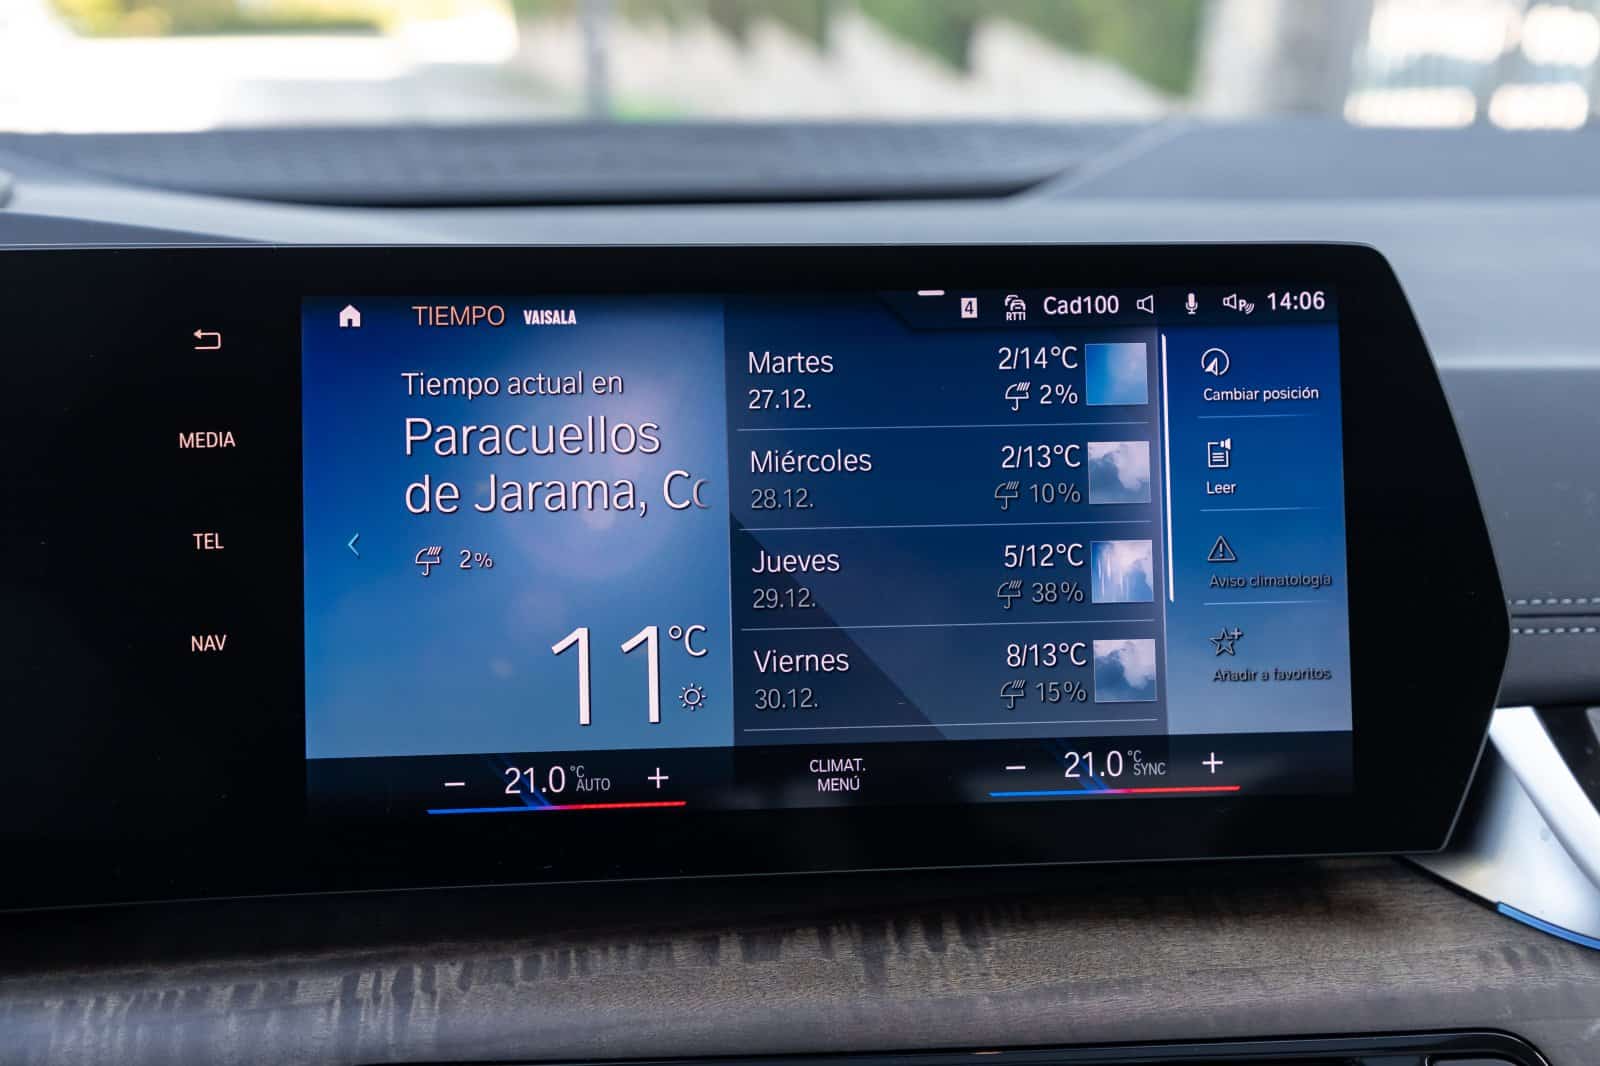 MEDIA
TEL
NAV
TIEMPO VAISALA
4 RTTI Cad100 P 14:06
Tiempo actual en
Paracuellos
de Jarama, Co
2%
11°C
Martes 2/14°C
27.12. 2%
Miércoles 2/13°C
28.12. 10%
Jueves 5/12°C
29.12. 38%
Viernes 8/13°C
30.12. 15%
Cambiar posición
Leer
Aviso climatología
Añadir a favoritos
− 21.0 °C AUTO +
CLIMAT.
MENÚ
− 21.0 °C SYNC +